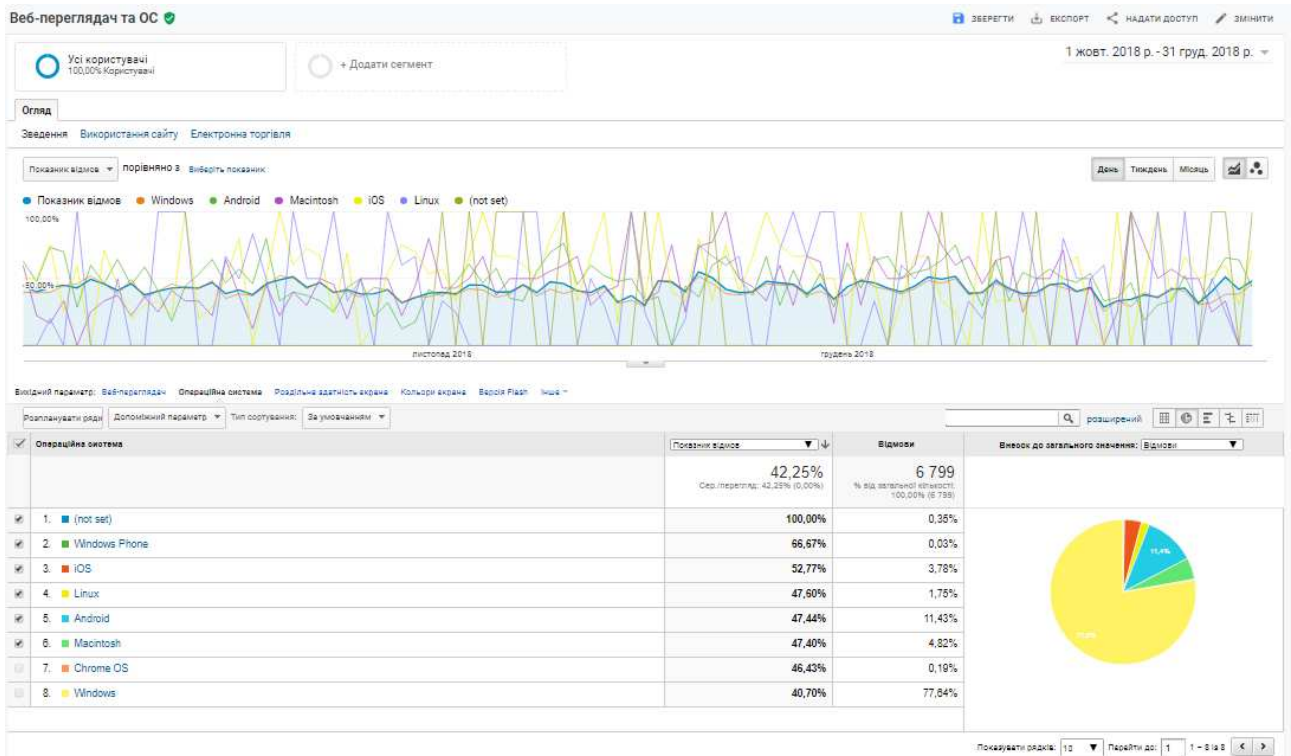 Веб-переглядач та ОС
ЗБЕРЕГТИ ЕКСПОРТ НАДАТИ ДОСТУП ЗМІНИТИ
Усі користувачі
100,00% Користувачі
+ Додати сегмент
1 жовт. 2018 р. - 31 груд. 2018 р.
Огляд
Зведення Використання сайту Електронна торгівля
Показник відмов порівняно з Виберіть показник
День Тиждень Місяць
Показник відмов Windows Android Macintosh iOS Linux (not set)
100,00%
50,00%
листопад 2018 грудень 2018
Вихідний параметр: Веб-переглядач Операційна система Роздільна здатність екрана Кольори екрана Версія Flash Інше
Розпланувати ряди Допоміжний параметр Тип сортування: За умовчанням
розширений
Операційна система Показник відмов Відмови Внесок до загального значення: Відмови
42,25% 6 799
Сер./перегляд: 42,25% (0,00%) % від загальної кількості: 100,00% (6 799)
1. (not set) 100,00% 0,35%
2. Windows Phone 66,67% 0,03%
3. iOS 52,77% 3,78%
4. Linux 47,60% 1,75%
5. Android 47,44% 11,43%
6. Macintosh 47,40% 4,82%
7. Chrome OS 46,43% 0,19%
8. Windows 40,70% 77,64%
11,4%
Показувати рядків: 10 Перейти до: 1 1 – 8 із 8